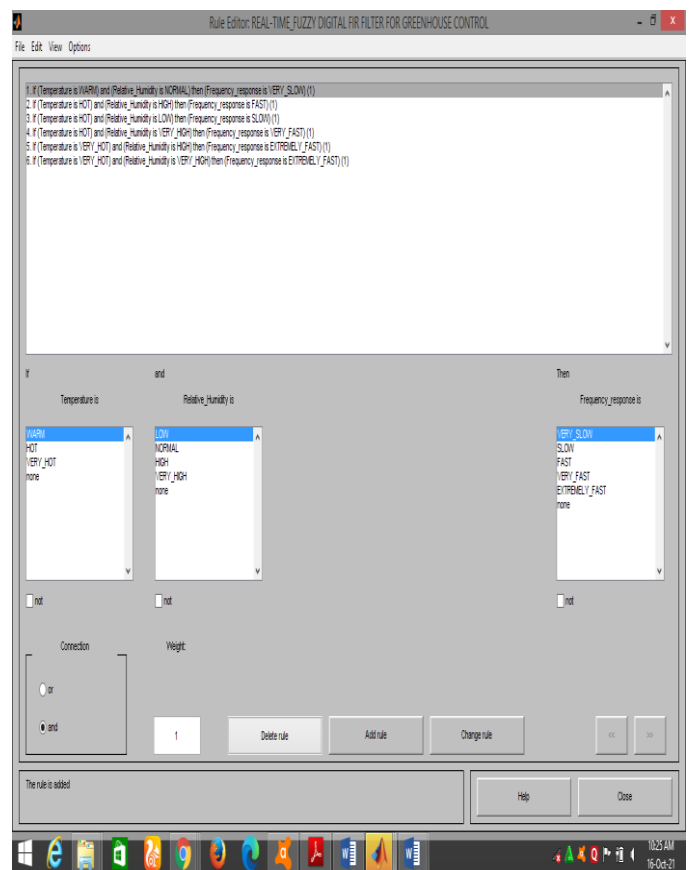 Rule Editor: REAL-TIME_FUZZY DIGITAL FIR FILTER FOR GREENHOUSE CONTROL
File Edit View Options
1. If (Temperature is WARM) and (Relative_Humidity is NORMAL) then (Frequency_response is VERY_SLOW) (1)
2. If (Temperature is HOT) and (Relative_Humidity is HIGH) then (Frequency_response is FAST) (1)
3. If (Temperature is HOT) and (Relative_Humidity is LOW) then (Frequency_response is SLOW) (1)
4. If (Temperature is HOT) and (Relative_Humidity is VERY_HIGH) then (Frequency_response is VERY_FAST) (1)
5. If (Temperature is VERY_HOT) and (Relative_Humidity is HIGH) then (Frequency_response is EXTREMELY_FAST) (1)
6. If (Temperature is VERY_HOT) and (Relative_Humidity is VERY_HIGH) then (Frequency_response is EXTREMELY_FAST) (1)
If and Then
Temperature is Relative_Humidity is Frequency_response is
WARM
HOT
VERY_HOT
none
LOW
NORMAL
HIGH
VERY_HIGH
none
VERY_SLOW
SLOW
FAST
VERY_FAST
EXTREMELY_FAST
none
not not not
Connection Weight:
or
and
1 Delete rule Add rule Change rule << >>
The rule is added
Help Close
10:25 AM
16-Oct-21